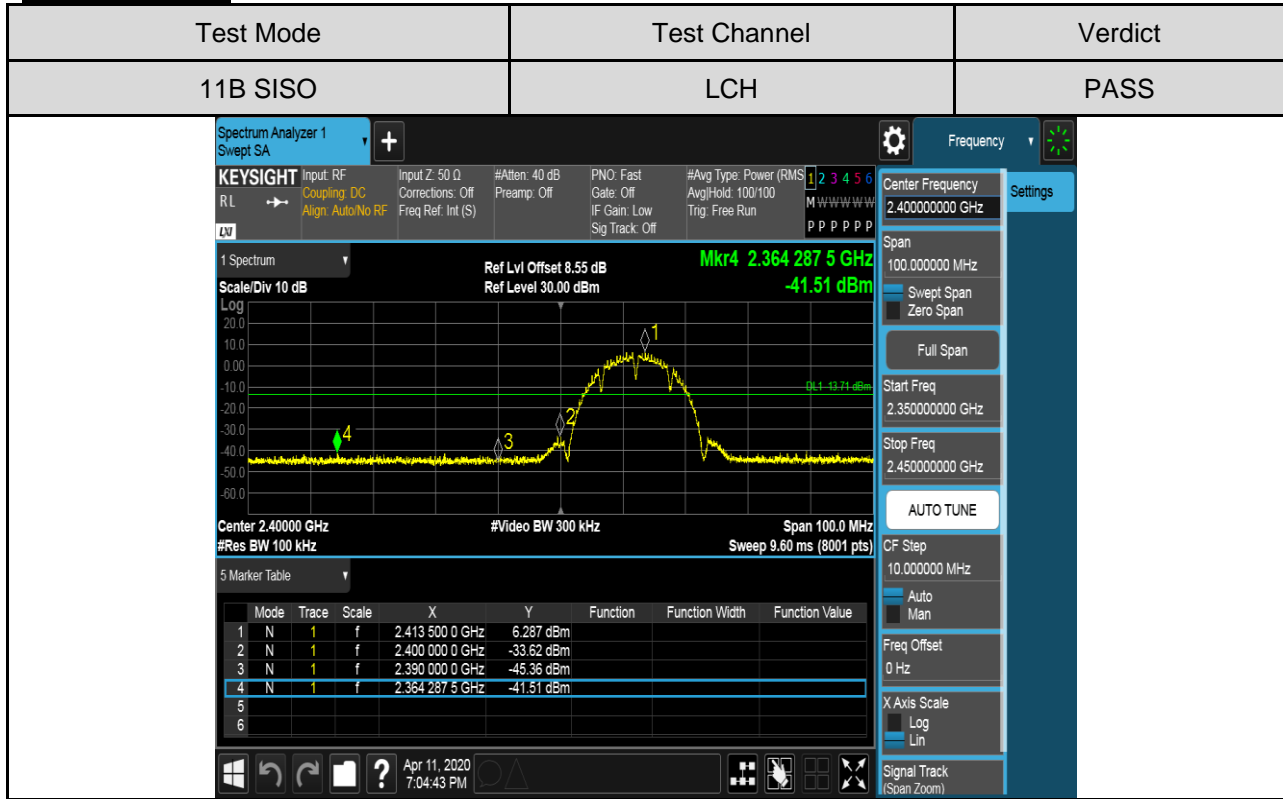 Test Mode Test Channel Verdict
11B SISO LCH PASS
Spectrum Analyzer 1
Swept SA
+
Frequency
KEYSIGHT
RL
LXI
Input: RF
Coupling: DC
Align: Auto/No RF
Input Z: 50 Ω
Corrections: Off
Freq Ref: Int (S)
#Atten: 40 dB
Preamp: Off
PNO: Fast
Gate: Off
IF Gain: Low
Sig Track: Off
#Avg Type: Power (RMS
Avg|Hold: 100/100
Trig: Free Run
1 2 3 4 5 6
M W W W W W
P P P P P P
1 Spectrum
Scale/Div 10 dB
Ref Lvl Offset 8.55 dB
Ref Level 30.00 dBm
Mkr4 2.364 287 5 GHz
-41.51 dBm
Log
20.0
10.0
0.00
-10.0
-20.0
-30.0
-40.0
-50.0
-60.0
1
2
3
4
DL1 -13.71 dBm
Center 2.40000 GHz #Video BW 300 kHz Span 100.0 MHz
#Res BW 100 kHz Sweep 9.60 ms (8001 pts)
5 Marker Table
Mode Trace Scale X Y Function Function Width Function Value
1 N 1 f 2.413 500 0 GHz 6.287 dBm
2 N 1 f 2.400 000 0 GHz -33.62 dBm
3 N 1 f 2.390 000 0 GHz -45.36 dBm
4 N 1 f 2.364 287 5 GHz -41.51 dBm
5
6
?
Apr 11, 2020
7:04:43 PM
Center Frequency
2.400000000 GHz
Settings
Span
100.000000 MHz
Swept Span
Zero Span
Full Span
Start Freq
2.350000000 GHz
Stop Freq
2.450000000 GHz
AUTO TUNE
CF Step
10.000000 MHz
Auto
Man
Freq Offset
0 Hz
X Axis Scale
Log
Lin
Signal Track
(Span Zoom)